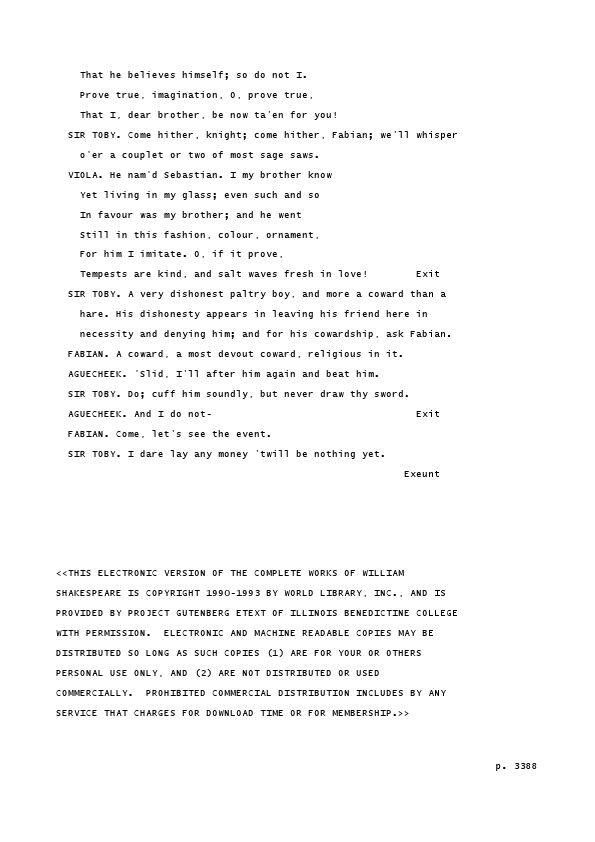 That he believes himself; so do not I.
Prove true, imagination, O, prove true,
That I, dear brother, be now ta'en for you!
SIR TOBY. Come hither, knight; come hither, Fabian; we'll whisper
o'er a couplet or two of most sage saws.
VIOLA. He nam'd Sebastian. I my brother know
Yet living in my glass; even such and so
In favour was my brother; and he went
Still in this fashion, colour, ornament,
For him I imitate. O, if it prove,
Tempests are kind, and salt waves fresh in love!        Exit
SIR TOBY. A very dishonest paltry boy, and more a coward than a
hare. His dishonesty appears in leaving his friend here in
necessity and denying him; and for his cowardship, ask Fabian.
FABIAN. A coward, a most devout coward, religious in it.
AGUECHEEK. 'Slid, I'll after him again and beat him.
SIR TOBY. Do; cuff him soundly, but never draw thy sword.
AGUECHEEK. And I do not-                                  Exit
FABIAN. Come, let's see the event.
SIR TOBY. I dare lay any money 'twill be nothing yet.
Exeunt
<<THIS ELECTRONIC VERSION OF THE COMPLETE WORKS OF WILLIAM
SHAKESPEARE IS COPYRIGHT 1990-1993 BY WORLD LIBRARY, INC., AND IS
PROVIDED BY PROJECT GUTENBERG ETEXT OF ILLINOIS BENEDICTINE COLLEGE
WITH PERMISSION.  ELECTRONIC AND MACHINE READABLE COPIES MAY BE
DISTRIBUTED SO LONG AS SUCH COPIES (1) ARE FOR YOUR OR OTHERS
PERSONAL USE ONLY, AND (2) ARE NOT DISTRIBUTED OR USED
COMMERCIALLY.  PROHIBITED COMMERCIAL DISTRIBUTION INCLUDES BY ANY
SERVICE THAT CHARGES FOR DOWNLOAD TIME OR FOR MEMBERSHIP.>>
p. 3388